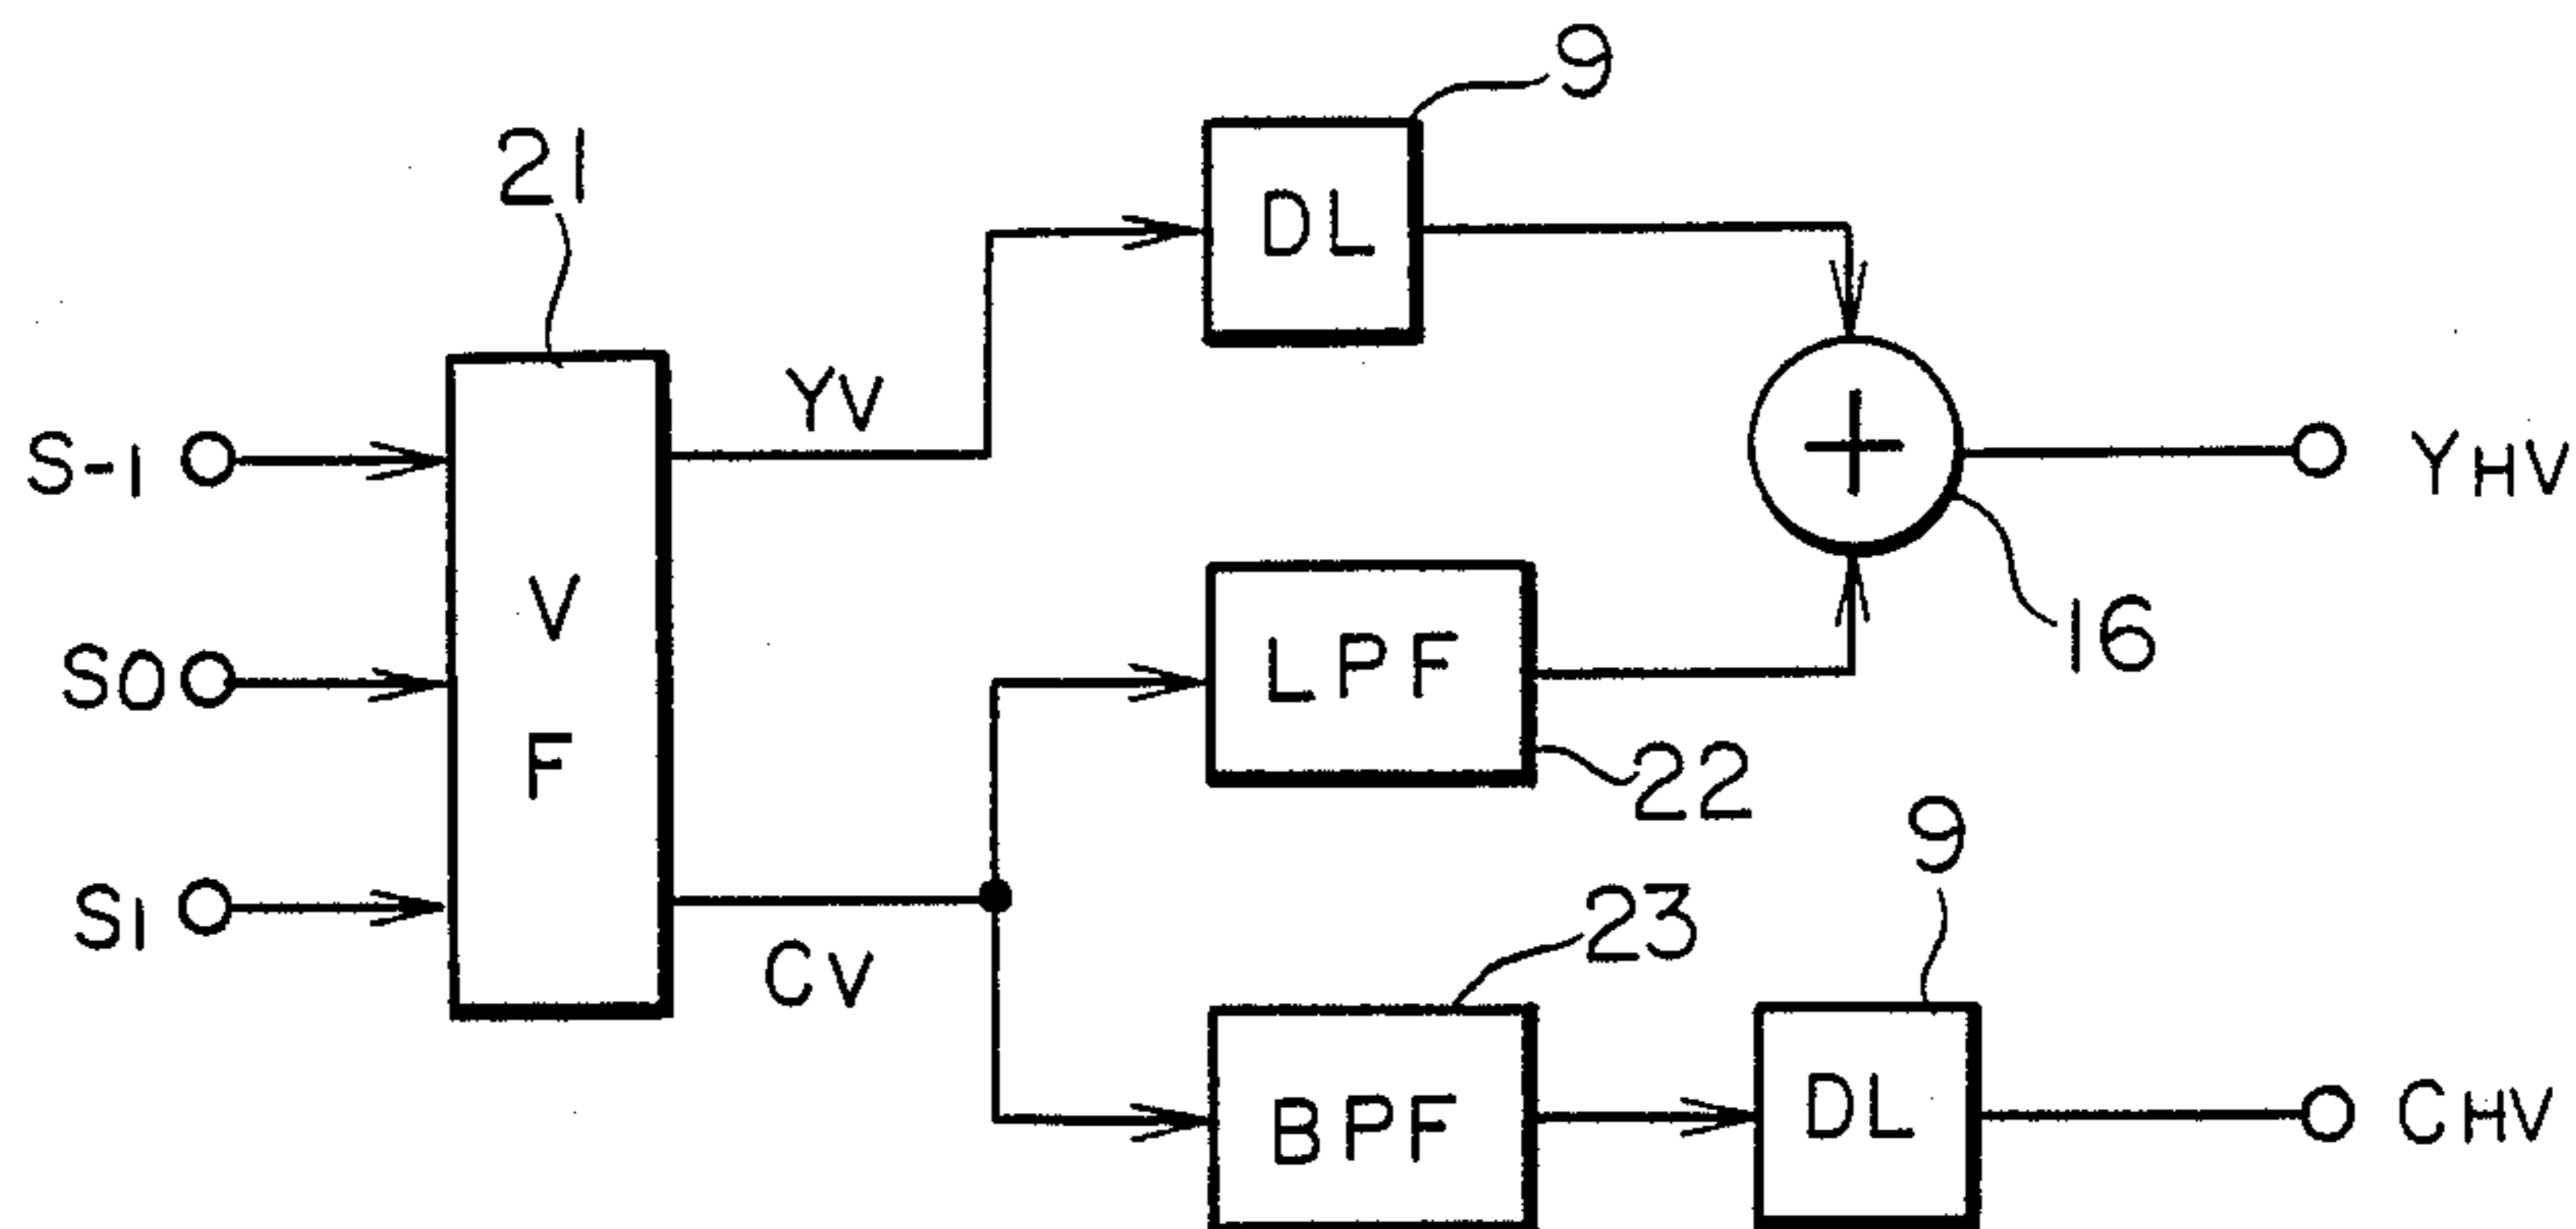 9
21
DL
YV
S-1
+
YHV
V
F
LPF
16
S0
22
9
S1
CV
23
BPF
DL
CHV